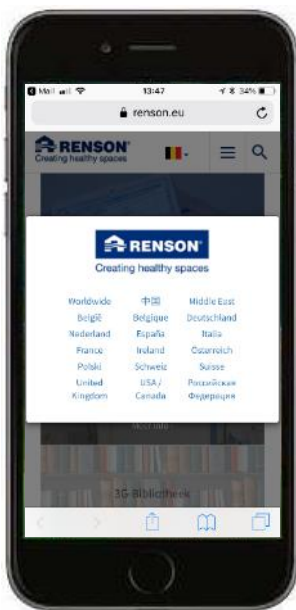 Mail
13:47
34%
renson.eu
RENSON
Creating healthy spaces
RENSON
Creating healthy spaces
Worldwide 中国 Middle East
België Belgique Deutschland
Nederland España Italia
France Ireland Österreich
Polski Schweiz Suisse
United Kingdom USA / Canada Российская Федерация
More info
3G-Bibliotheek